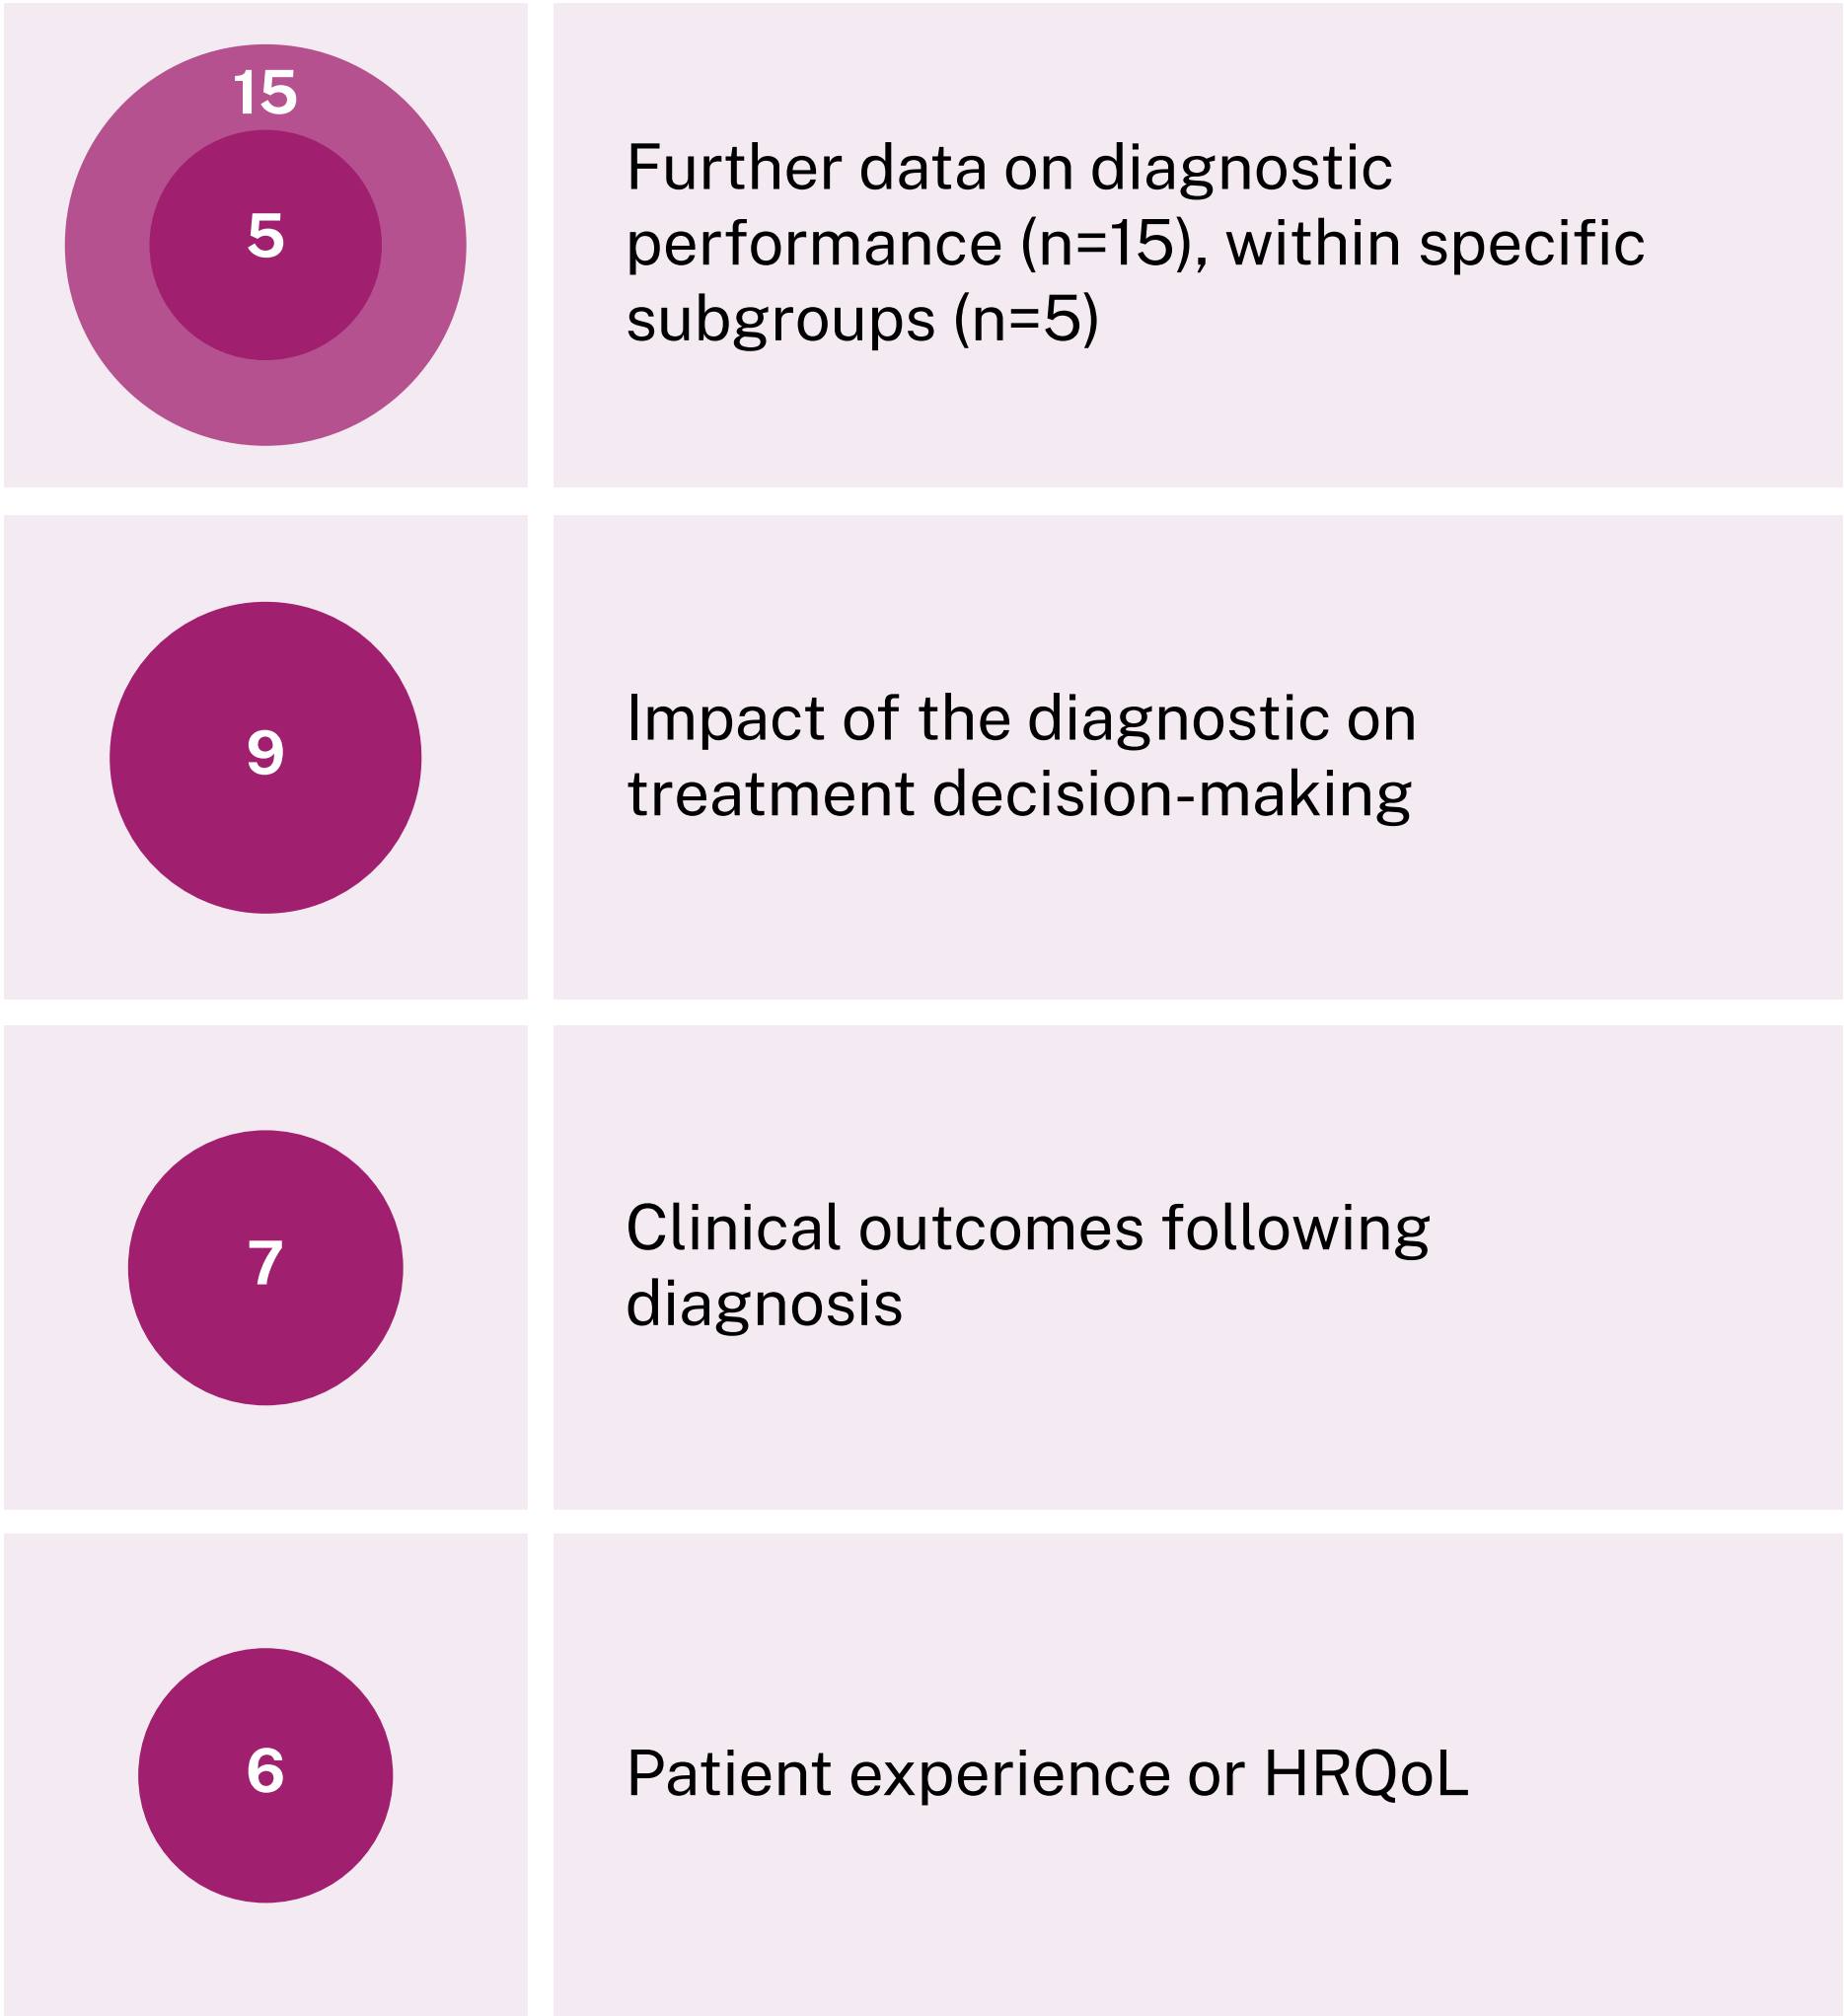 15
5
Further data on diagnostic
performance (n=15), within specific
subgroups (n=5)
9
Impact of the diagnostic on
treatment decision-making
7
Clinical outcomes following
diagnosis
6
Patient experience or HRQoL